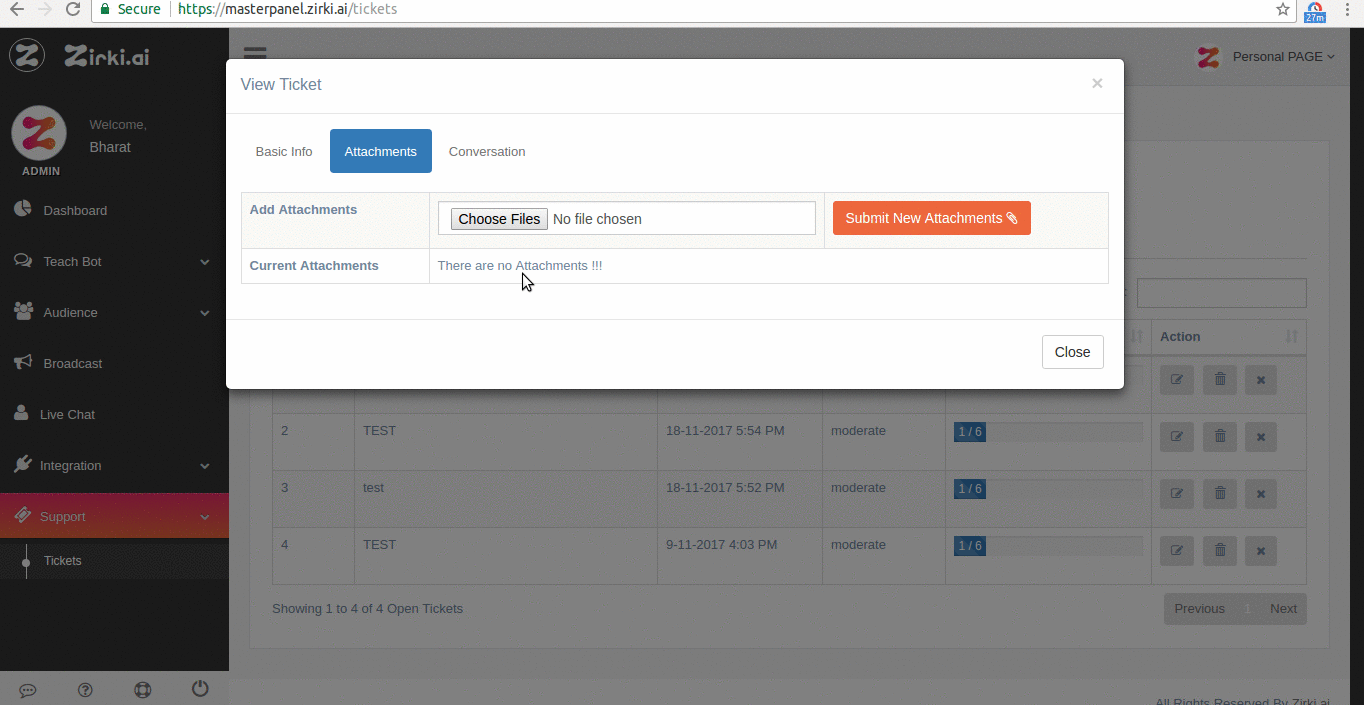 Secure https://masterpanel.zirki.ai/tickets
27m
Zirki.ai
Personal PAGE
View Ticket ×
Welcome,
Bharat
ADMIN
Basic Info Attachments Conversation
Add Attachments Choose Files No file chosen Submit New Attachments
Current Attachments There are no Attachments !!!
Close
Dashboard
Teach Bot
Audience
Broadcast
Live Chat
Integration
Support
Tickets
Action
2 TEST 18-11-2017 5:54 PM moderate 1 / 6
3 test 18-11-2017 5:52 PM moderate 1 / 6
4 TEST 9-11-2017 4:03 PM moderate 1 / 6
Showing 1 to 4 of 4 Open Tickets Previous 1 Next
All Rights Reserved By Zirki.ai